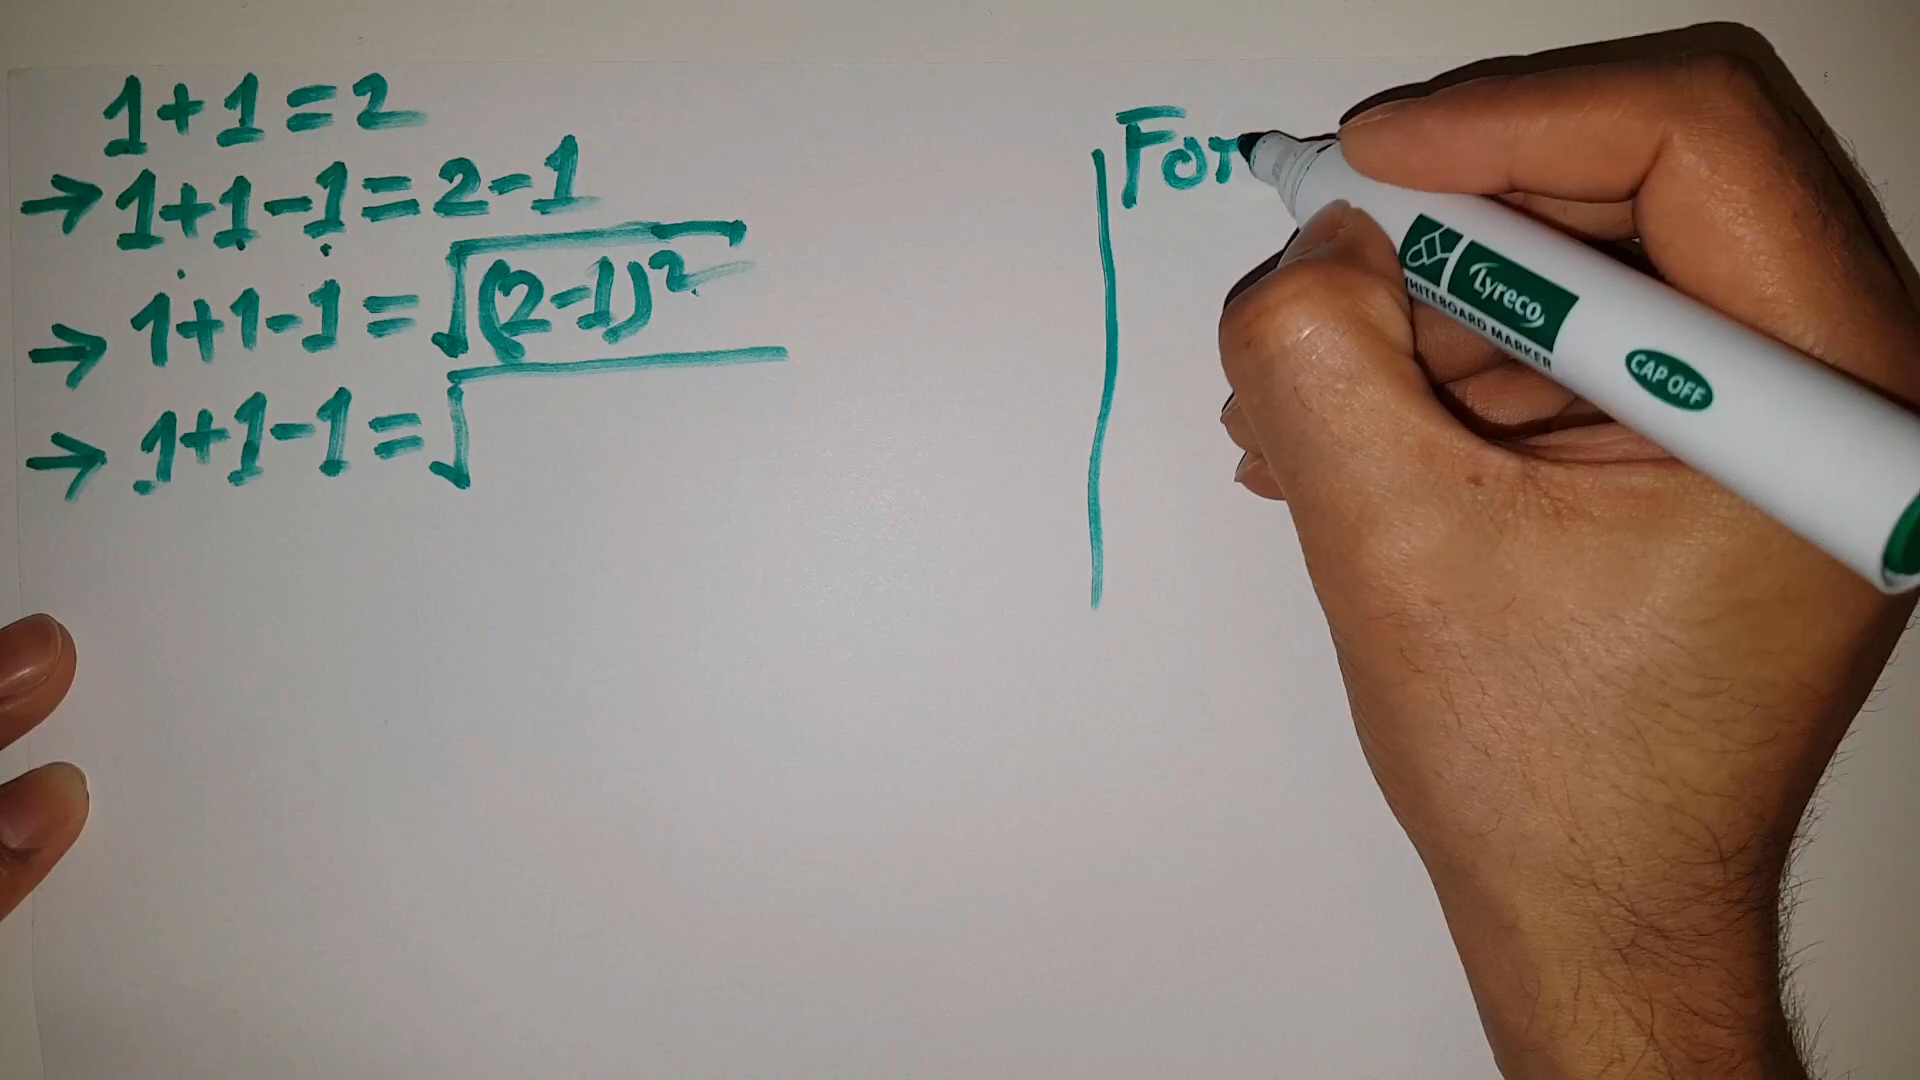 1+1=2
→ 1+1-1=2-1
→ 1+1-1=√(2-1)²
→ 1+1-1=√
For
Lyreco
WHITEBOARD MARKER
CAP OFF